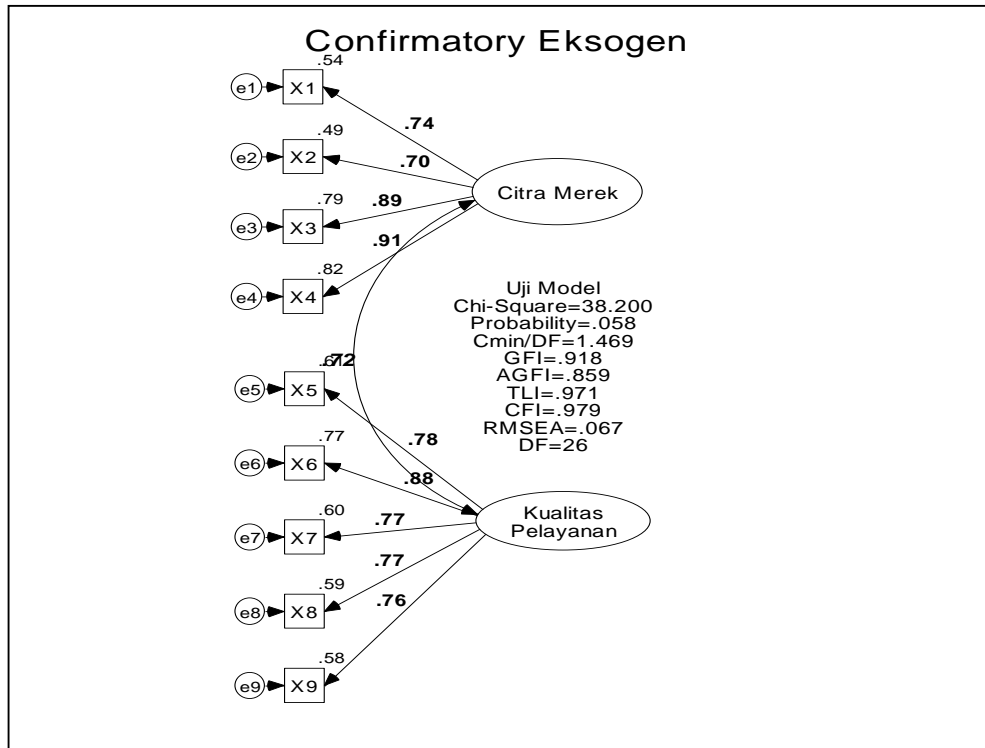 Confirmatory Eksogen
.54
e1
X1
.74
.49
e2
X2
.70
Citra Merek
.79
e3
X3
.89
.91
.82
e4
X4
Uji Model
Chi-Square=38.200
Probability=.058
Cmin/DF=1.469
GFI=.918
AGFI=.859
TLI=.971
CFI=.979
RMSEA=.067
DF=26
.72
e5
X5
.78
.77
e6
X6
.88
Kualitas
Pelayanan
.60
e7
X7
.77
.77
.59
e8
X8
.76
.58
e9
X9